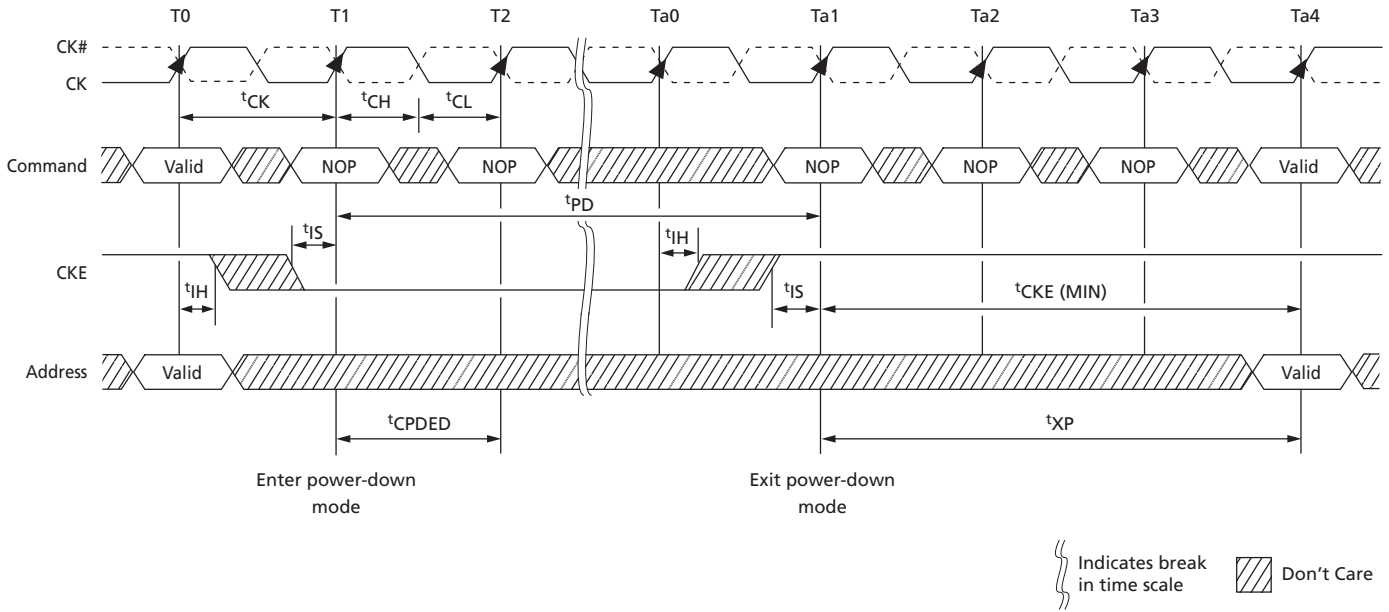 T0 T1 T2 Ta0 Ta1 Ta2 Ta3 Ta4
CK#
CK
tCK tCH tCL
Command Valid NOP NOP NOP NOP NOP Valid
tPD
tIS tIH
CKE
tIH tIS tCKE (MIN)
Address Valid Valid
tCPDED tXP
Enter power-down Exit power-down
mode mode
Indicates break
in time scale Don't Care